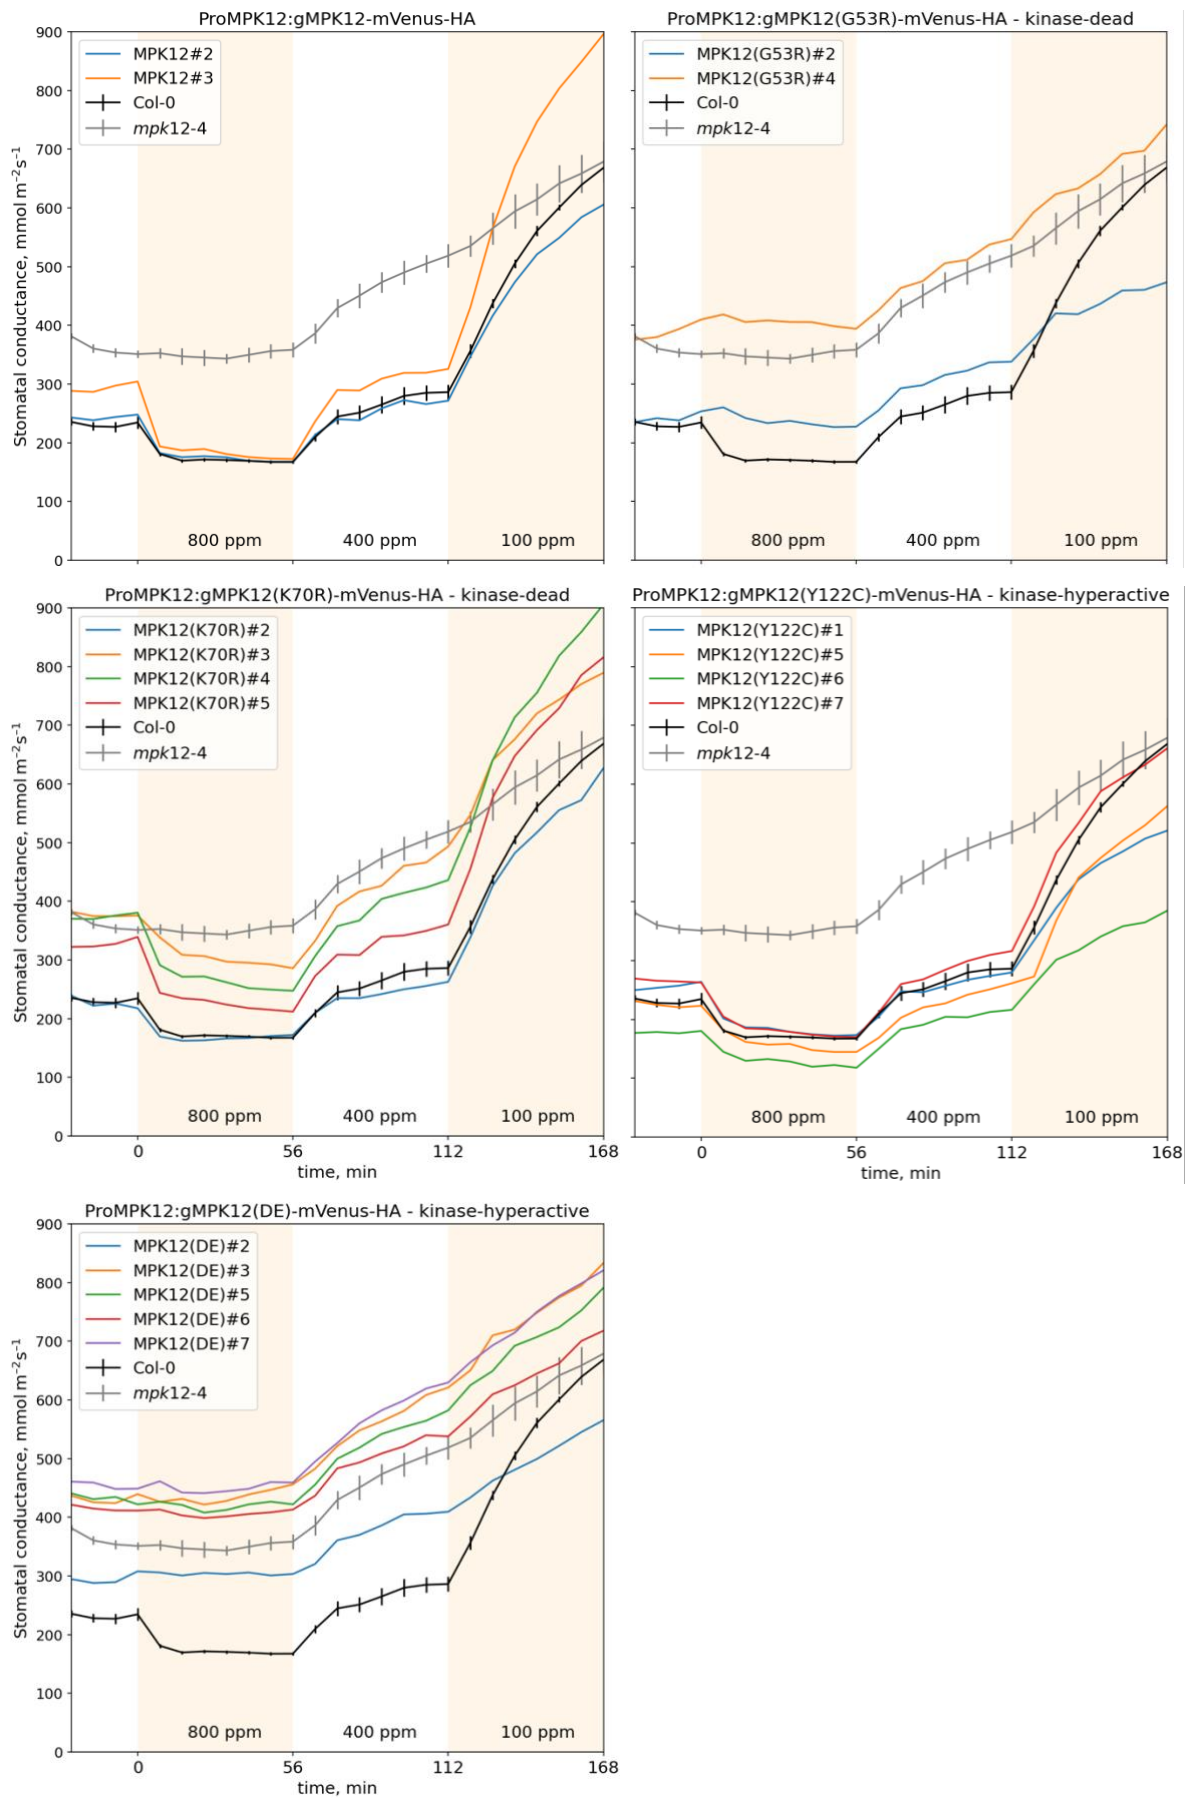 ProMPK12:gMPK12-mVenus-HA
900
800
700
600
500
400
300
200
100
0
Stomatal conductance, mmol m⁻²s⁻¹
MPK12#2
MPK12#3
Col-0
mpk12-4
800 ppm
400 ppm
100 ppm
ProMPK12:gMPK12(G53R)-mVenus-HA - kinase-dead
MPK12(G53R)#2
MPK12(G53R)#4
Col-0
mpk12-4
800 ppm
400 ppm
100 ppm
ProMPK12:gMPK12(K70R)-mVenus-HA - kinase-dead
900
800
700
600
500
400
300
200
100
0
Stomatal conductance, mmol m⁻²s⁻¹
MPK12(K70R)#2
MPK12(K70R)#3
MPK12(K70R)#4
MPK12(K70R)#5
Col-0
mpk12-4
800 ppm
400 ppm
100 ppm
0
56
112
168
time, min
ProMPK12:gMPK12(Y122C)-mVenus-HA - kinase-hyperactive
MPK12(Y122C)#1
MPK12(Y122C)#5
MPK12(Y122C)#6
MPK12(Y122C)#7
Col-0
mpk12-4
800 ppm
400 ppm
100 ppm
0
56
112
168
time, min
ProMPK12:gMPK12(DE)-mVenus-HA - kinase-hyperactive
900
800
700
600
500
400
300
200
100
0
Stomatal conductance, mmol m⁻²s⁻¹
MPK12(DE)#2
MPK12(DE)#3
MPK12(DE)#5
MPK12(DE)#6
MPK12(DE)#7
Col-0
mpk12-4
800 ppm
400 ppm
100 ppm
0
56
112
168
time, min